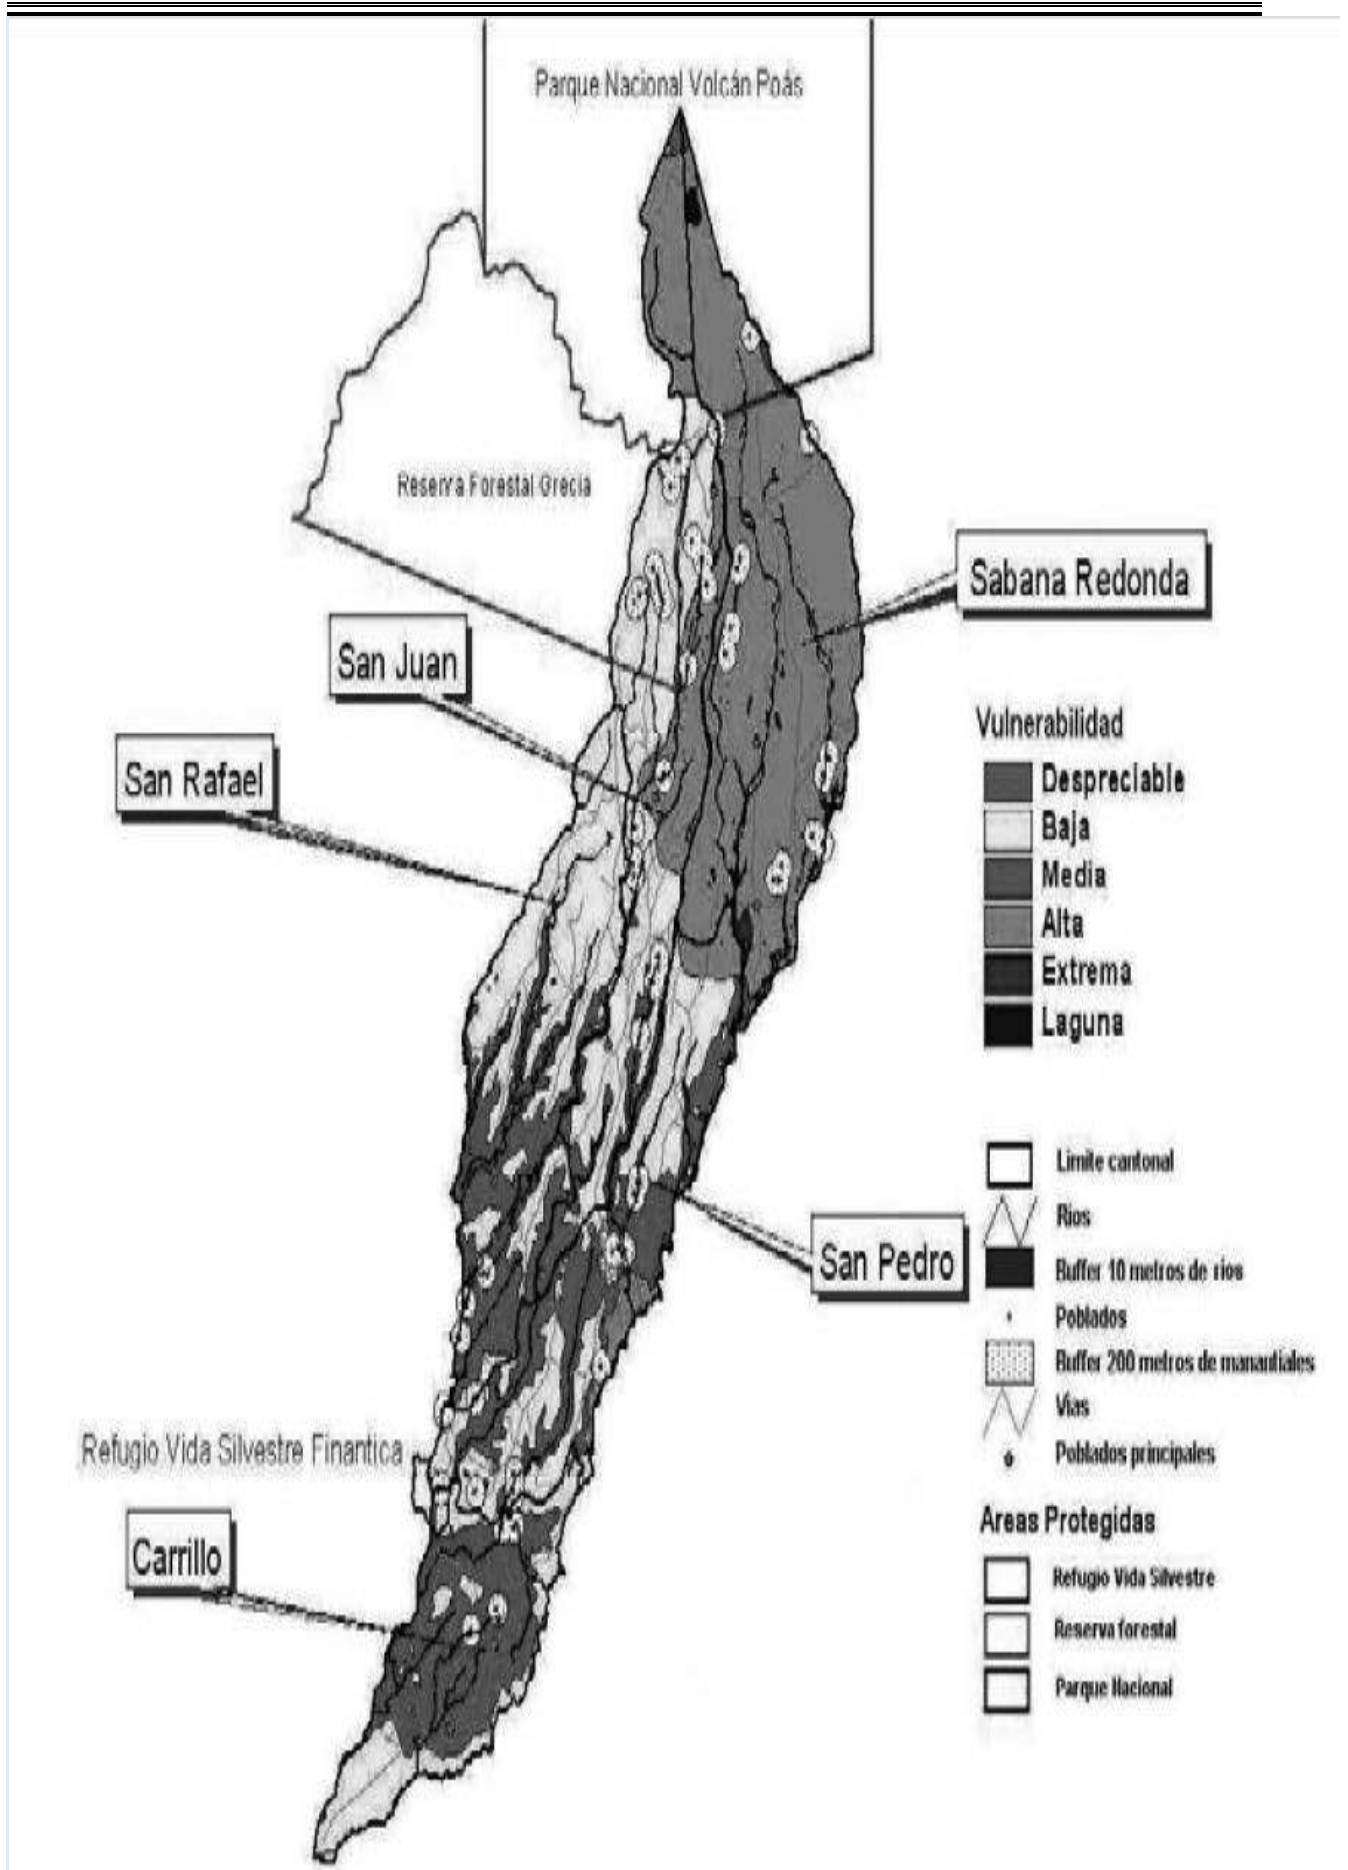 Parque Nacional Volcán Poás
Reserva Forestal Grecia
Sabana Redonda
San Juan
San Rafael
Vulnerabilidad
Despreciable
Baja
Media
Alta
Extrema
Laguna
Limite cantonal
Rios
San Pedro
Buffer 10 metros de rios
Poblados
Buffer 200 metros de manautiales
Vias
Refugio Vida Silvestre Finantica
Poblados principales
Areas Protegidas
Carrillo
Refugio Vida Silvestre
Reserva forestal
Parque Nacional